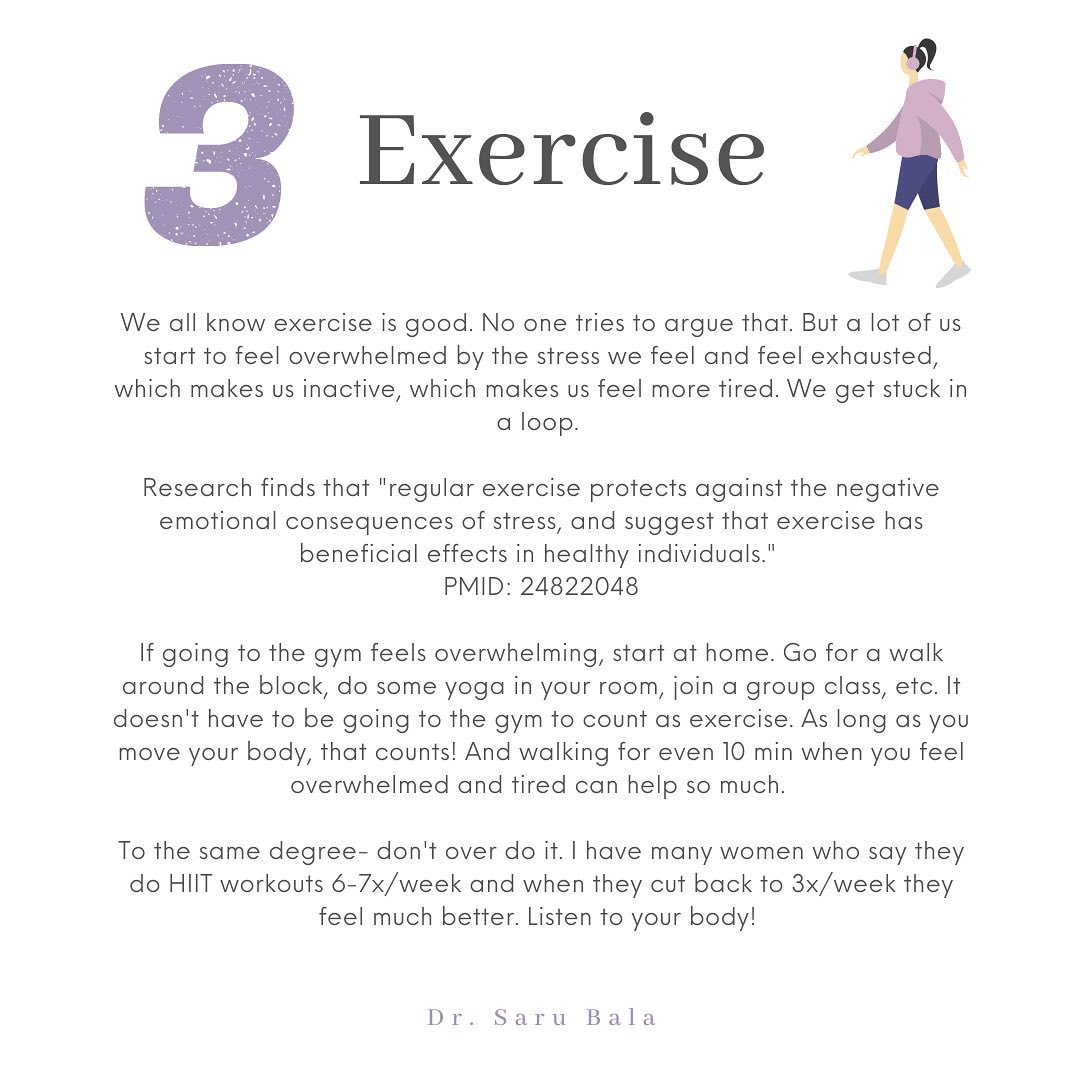 3
Exercise
We all know exercise is good. No one tries to argue that. But a lot of us
start to feel overwhelmed by the stress we feel and feel exhausted,
which makes us inactive, which makes us feel more tired. We get stuck in
a loop.
Research finds that "regular exercise protects against the negative
emotional consequences of stress, and suggest that exercise has
beneficial effects in healthy individuals."
PMID: 24822048
If going to the gym feels overwhelming, start at home. Go for a walk
around the block, do some yoga in your room, join a group class, etc. It
doesn't have to be going to the gym to count as exercise. As long as you
move your body, that counts! And walking for even 10 min when you feel
overwhelmed and tired can help so much.
To the same degree- don't over do it. I have many women who say they
do HIIT workouts 6-7x/week and when they cut back to 3x/week they
feel much better. Listen to your body!
Dr. Saru Bala